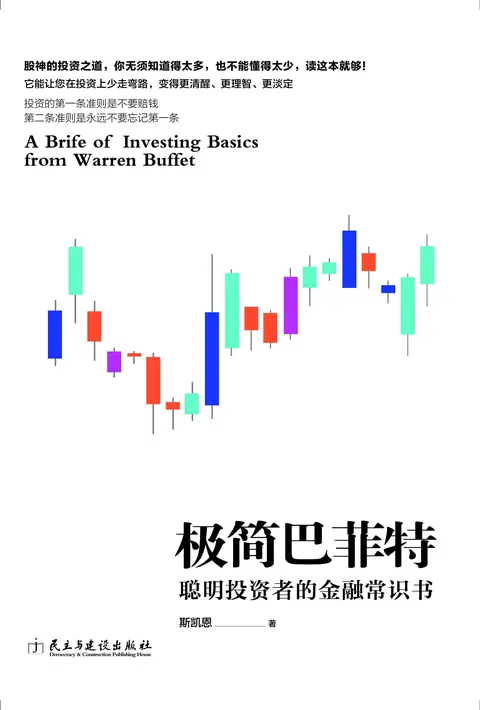 股神的投资之道，你无须知道得太多，也不能懂得太少，读这本就够！
它能让您在投资上少走弯路，变得更清醒、更理智、更淡定
投资的第一条准则是不要赔钱
第二条准则是永远不要忘记第一条
A Brife of Investing Basics
from Warren Buffet
极简巴菲特
聪明投资者的金融常识书
斯凯恩 著
民主与建设出版社
Democracy & Construction Publishing House